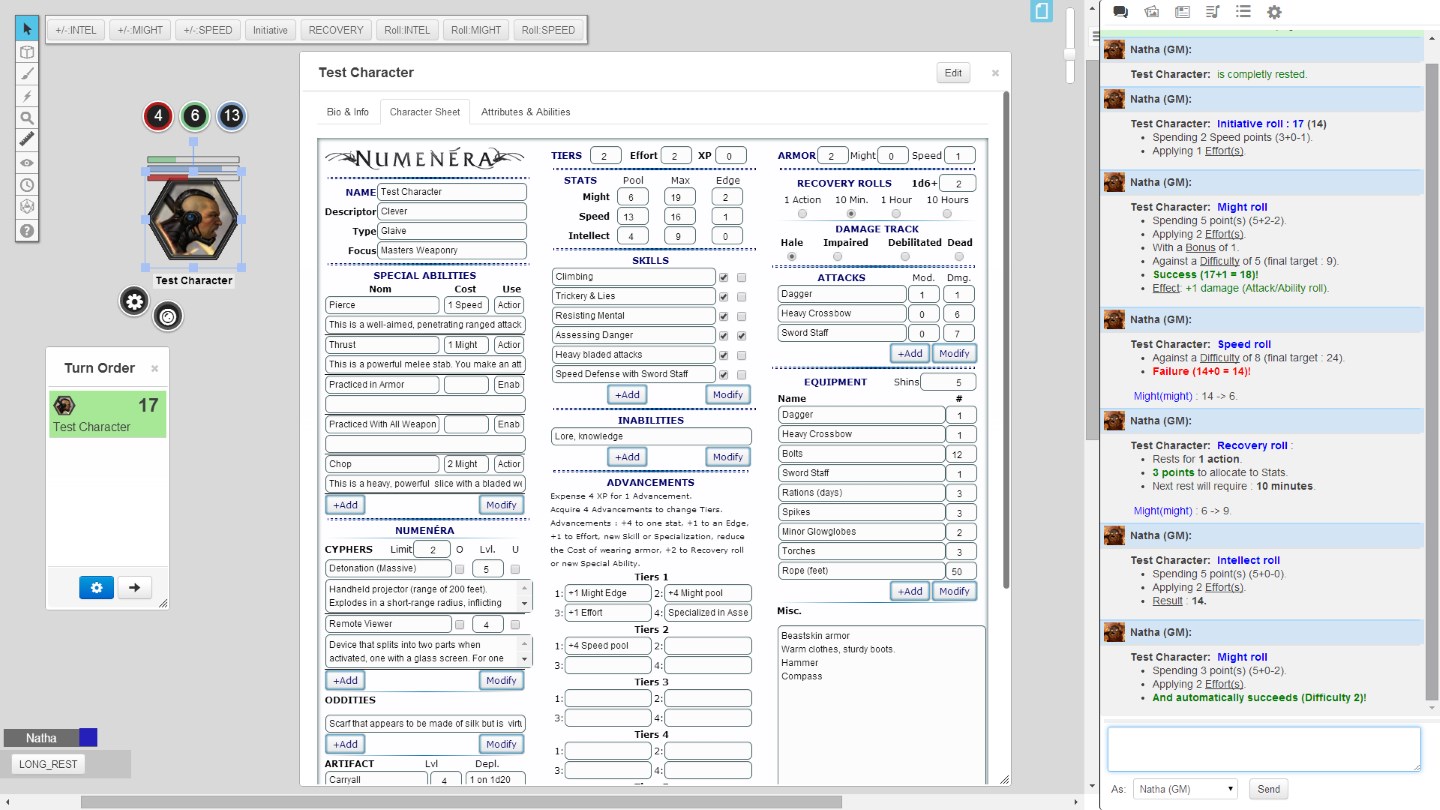 +/-:INTEL +/-:MIGHT +/-:SPEED Initiative RECOVERY Roll:INTEL Roll:MIGHT Roll:SPEED
4 6 13
Test Character
Turn Order
17
Test Character
Natha
LONG_REST
Test Character Edit
Bio & Info Character Sheet Attributes & Abilities
NUMENÉRA
NAME Test Character
Descriptor Clever
Type Glaive
Focus Masters Weaponry
SPECIAL ABILITIES
Nom Cost Use
Pierce 1 Speed Actior
This is a well-aimed, penetrating ranged attack
Thrust 1 Might Actior
This is a powerful melee stab. You make an att
Practiced in Armor Enab
Practiced With All Weapon Enab
Chop 2 Might Actior
This is a heavy, powerful slice with a bladed we
+Add Modify
NUMENÉRA
CYPHERS Limit 2 O Lvl. U
Detonation (Massive) 5
Handheld projector (range of 200 feet).
Explodes in a short-range radius, inflicting
Remote Viewer 4
Device that splits into two parts when
activated, one with a glass screen. For one
+Add Modify
ODDITIES
Scarf that appears to be made of silk but is virtu
+Add Modify
ARTIFACT Lvl Depl.
Carryall 4 1 on 1d20
TIERS 2 Effort 2 XP 0
STATS Pool Max Edge
Might 6 19 2
Speed 13 16 1
Intellect 4 9 0
SKILLS
Climbing
Trickery & Lies
Resisting Mental
Assessing Danger
Heavy bladed attacks
Speed Defense with Sword Staff
+Add Modify
INABILITIES
Lore, knowledge
+Add Modify
ADVANCEMENTS
Expense 4 XP for 1 Advancement.
Acquire 4 Advancements to change Tiers.
Advancements : +4 to one stat, +1 to an Edge,
+1 to Effort, new Skill or Specialization, reduce
the Cost of wearing armor, +2 to Recovery roll
or new Special Ability.
Tiers 1
1: +1 Might Edge 2: +4 Might pool
3: +1 Effort 4: Specialized in Asse
Tiers 2
1: +4 Speed pool 2:
3: 4:
Tiers 3
1: 2:
3: 4:
Tiers 4
1: 2:
3: 4:
ARMOR 2 Might 0 Speed 1
RECOVERY ROLLS 1d6+ 2
1 Action 10 Min. 1 Hour 10 Hours
DAMAGE TRACK
Hale Impaired Debilitated Dead
ATTACKS Mod. Dmg.
Dagger 1 1
Heavy Crossbow 0 6
Sword Staff 0 7
+Add Modify
EQUIPMENT Shins 5
Name #
Dagger 1
Heavy Crossbow 1
Bolts 12
Sword Staff 1
Rations (days) 3
Spikes 3
Minor Glowglobes 2
Torches 3
Rope (feet) 50
+Add Modify
Misc.
Beastskin armor
Warm clothes, sturdy boots.
Hammer
Compass
Natha (GM):
Test Character: is completly rested.
Natha (GM):
Test Character: Initiative roll : 17 (14)
• Spending 2 Speed points (3+0-1).
• Applying 1 Effort(s).
Natha (GM):
Test Character: Might roll
• Spending 5 point(s) (5+2-2).
• Applying 2 Effort(s).
• With a Bonus of 1.
• Against a Difficulty of 5 (final target : 9).
• Success (17+1 = 18)!
• Effect: +1 damage (Attack/Ability roll).
Natha (GM):
Test Character: Speed roll
• Against a Difficulty of 8 (final target : 24).
• Failure (14+0 = 14)!
Might(might) : 14 -> 6.
Natha (GM):
Test Character: Recovery roll :
• Rests for 1 action.
• 3 points to allocate to Stats.
• Next rest will require : 10 minutes.
Might(might) : 6 -> 9.
Natha (GM):
Test Character: Intellect roll
• Spending 5 point(s) (5+0-0).
• Applying 2 Effort(s).
• Result : 14.
Natha (GM):
Test Character: Might roll
• Spending 3 point(s) (5+0-2).
• Applying 2 Effort(s).
• And automatically succeeds (Difficulty 2)!
As: Natha (GM) Send